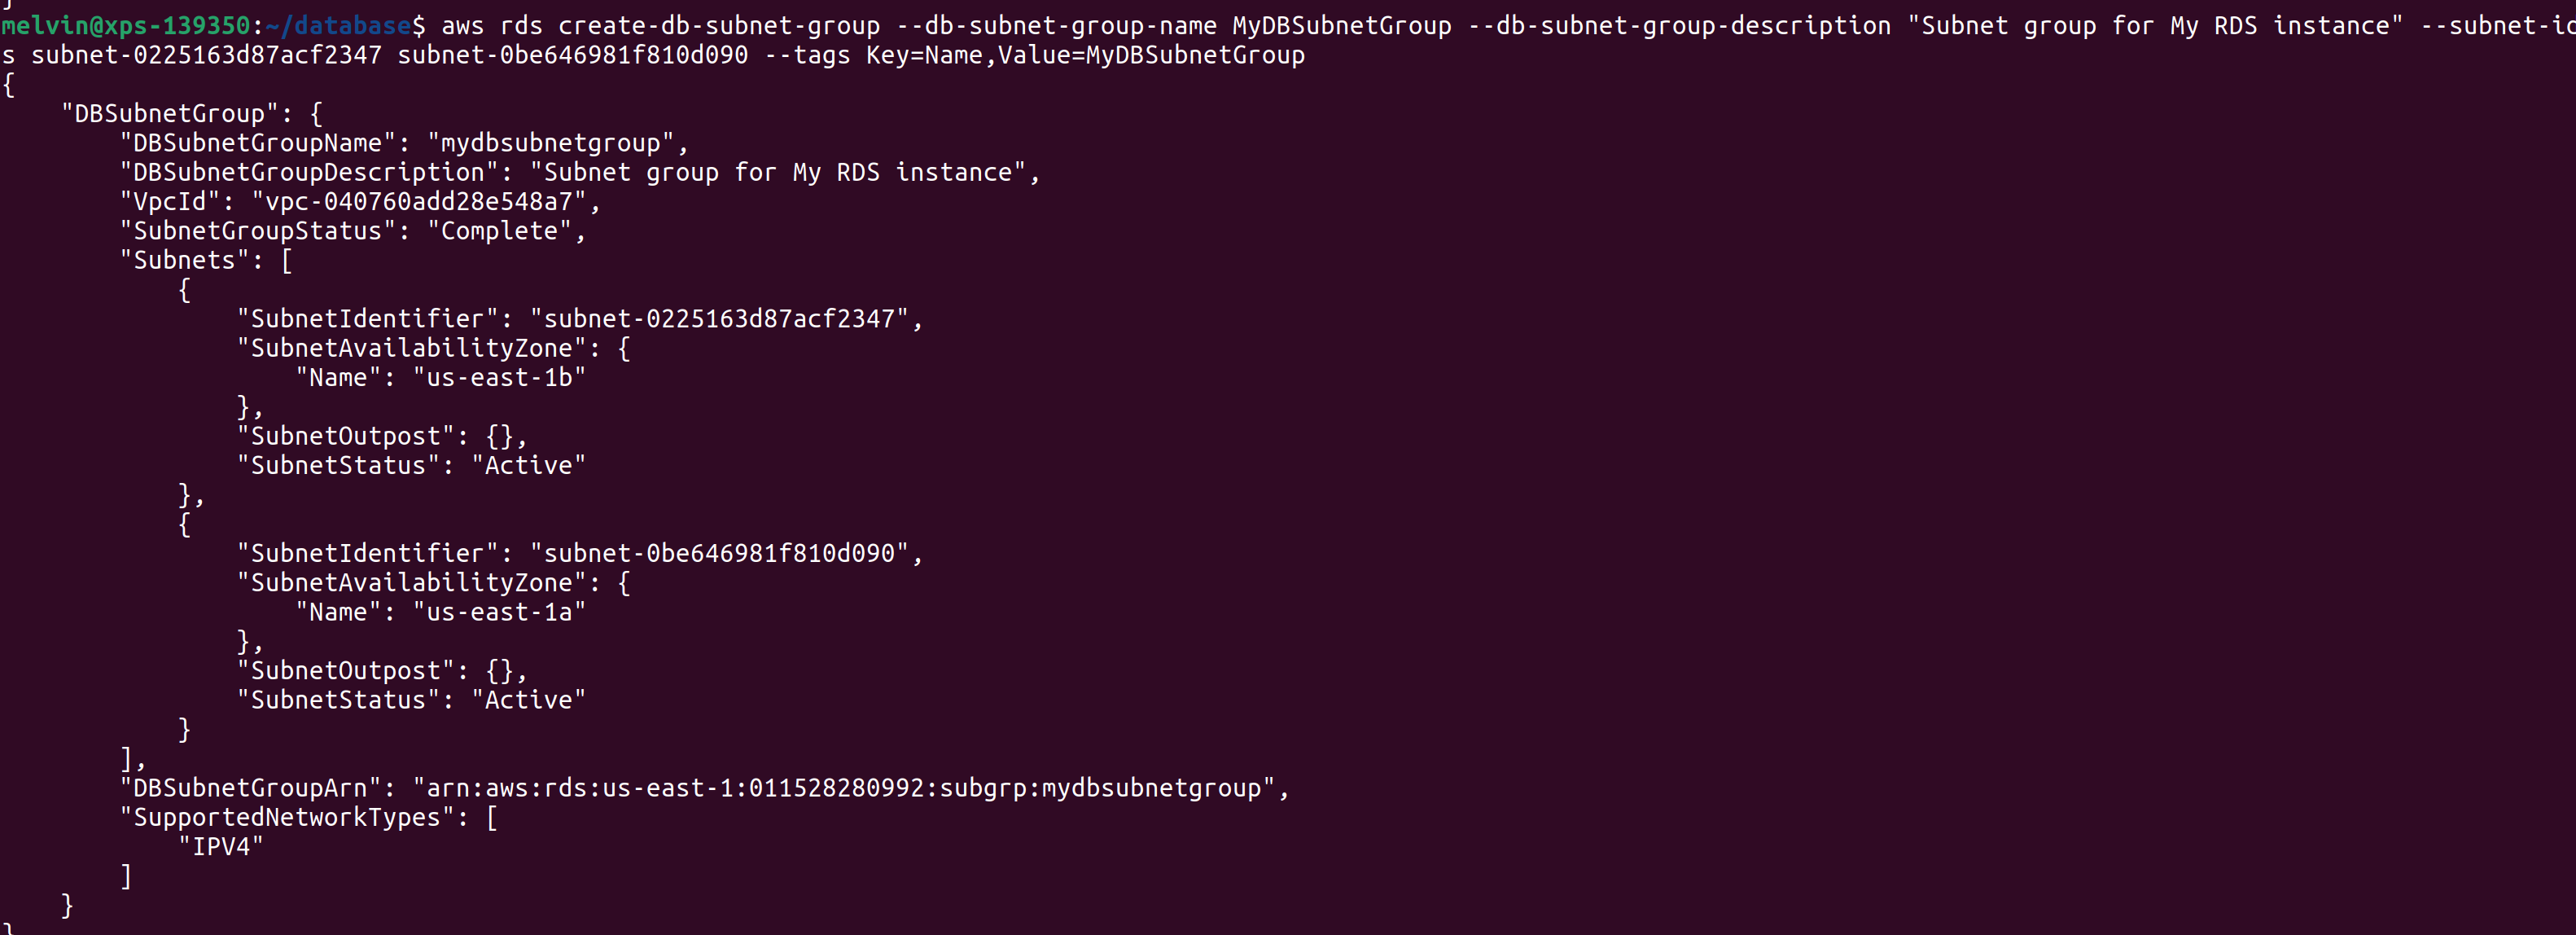 }
melvin@xps-139350:~/database$ aws rds create-db-subnet-group --db-subnet-group-name MyDBSubnetGroup --db-subnet-group-description "Subnet group for My RDS instance" --subnet-id
s subnet-0225163d87acf2347 subnet-0be646981f810d090 --tags Key=Name,Value=MyDBSubnetGroup
{
    "DBSubnetGroup": {
        "DBSubnetGroupName": "mydbsubnetgroup",
        "DBSubnetGroupDescription": "Subnet group for My RDS instance",
        "VpcId": "vpc-040760add28e548a7",
        "SubnetGroupStatus": "Complete",
        "Subnets": [
            {
                "SubnetIdentifier": "subnet-0225163d87acf2347",
                "SubnetAvailabilityZone": {
                    "Name": "us-east-1b"
                },
                "SubnetOutpost": {},
                "SubnetStatus": "Active"
            },
            {
                "SubnetIdentifier": "subnet-0be646981f810d090",
                "SubnetAvailabilityZone": {
                    "Name": "us-east-1a"
                },
                "SubnetOutpost": {},
                "SubnetStatus": "Active"
            }
        ],
        "DBSubnetGroupArn": "arn:aws:rds:us-east-1:011528280992:subgrp:mydbsubnetgroup",
        "SupportedNetworkTypes": [
            "IPV4"
        ]
    }
}